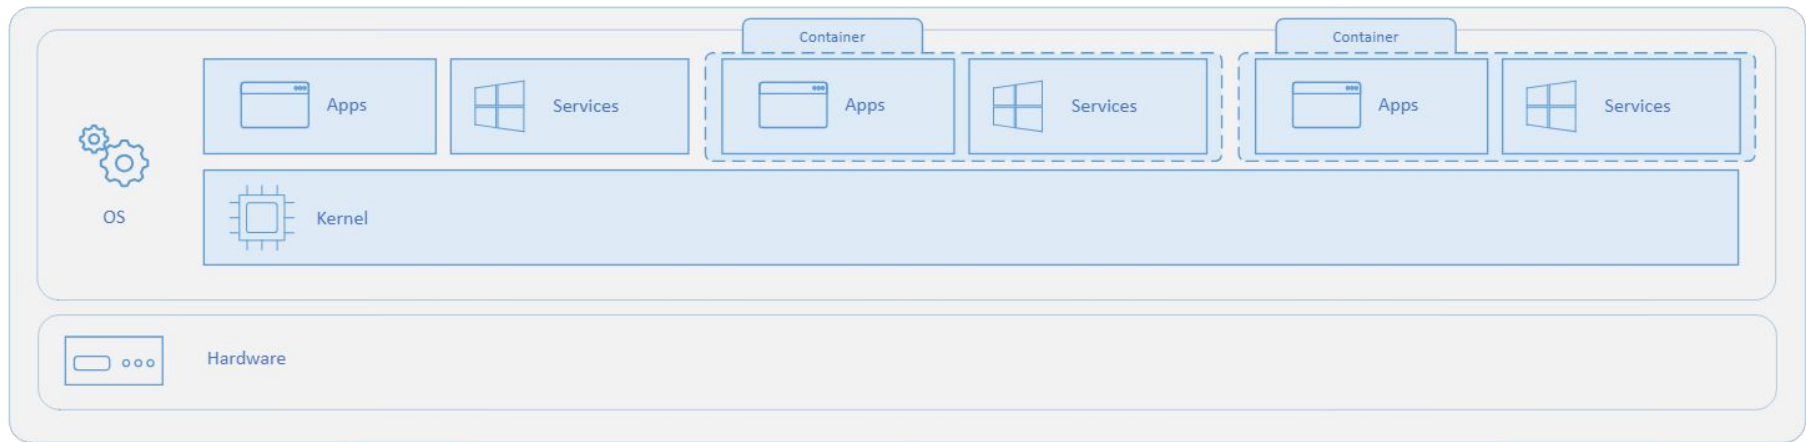 Container
Container
Apps
Services
Apps
Services
Apps
Services
OS
Kernel
Hardware